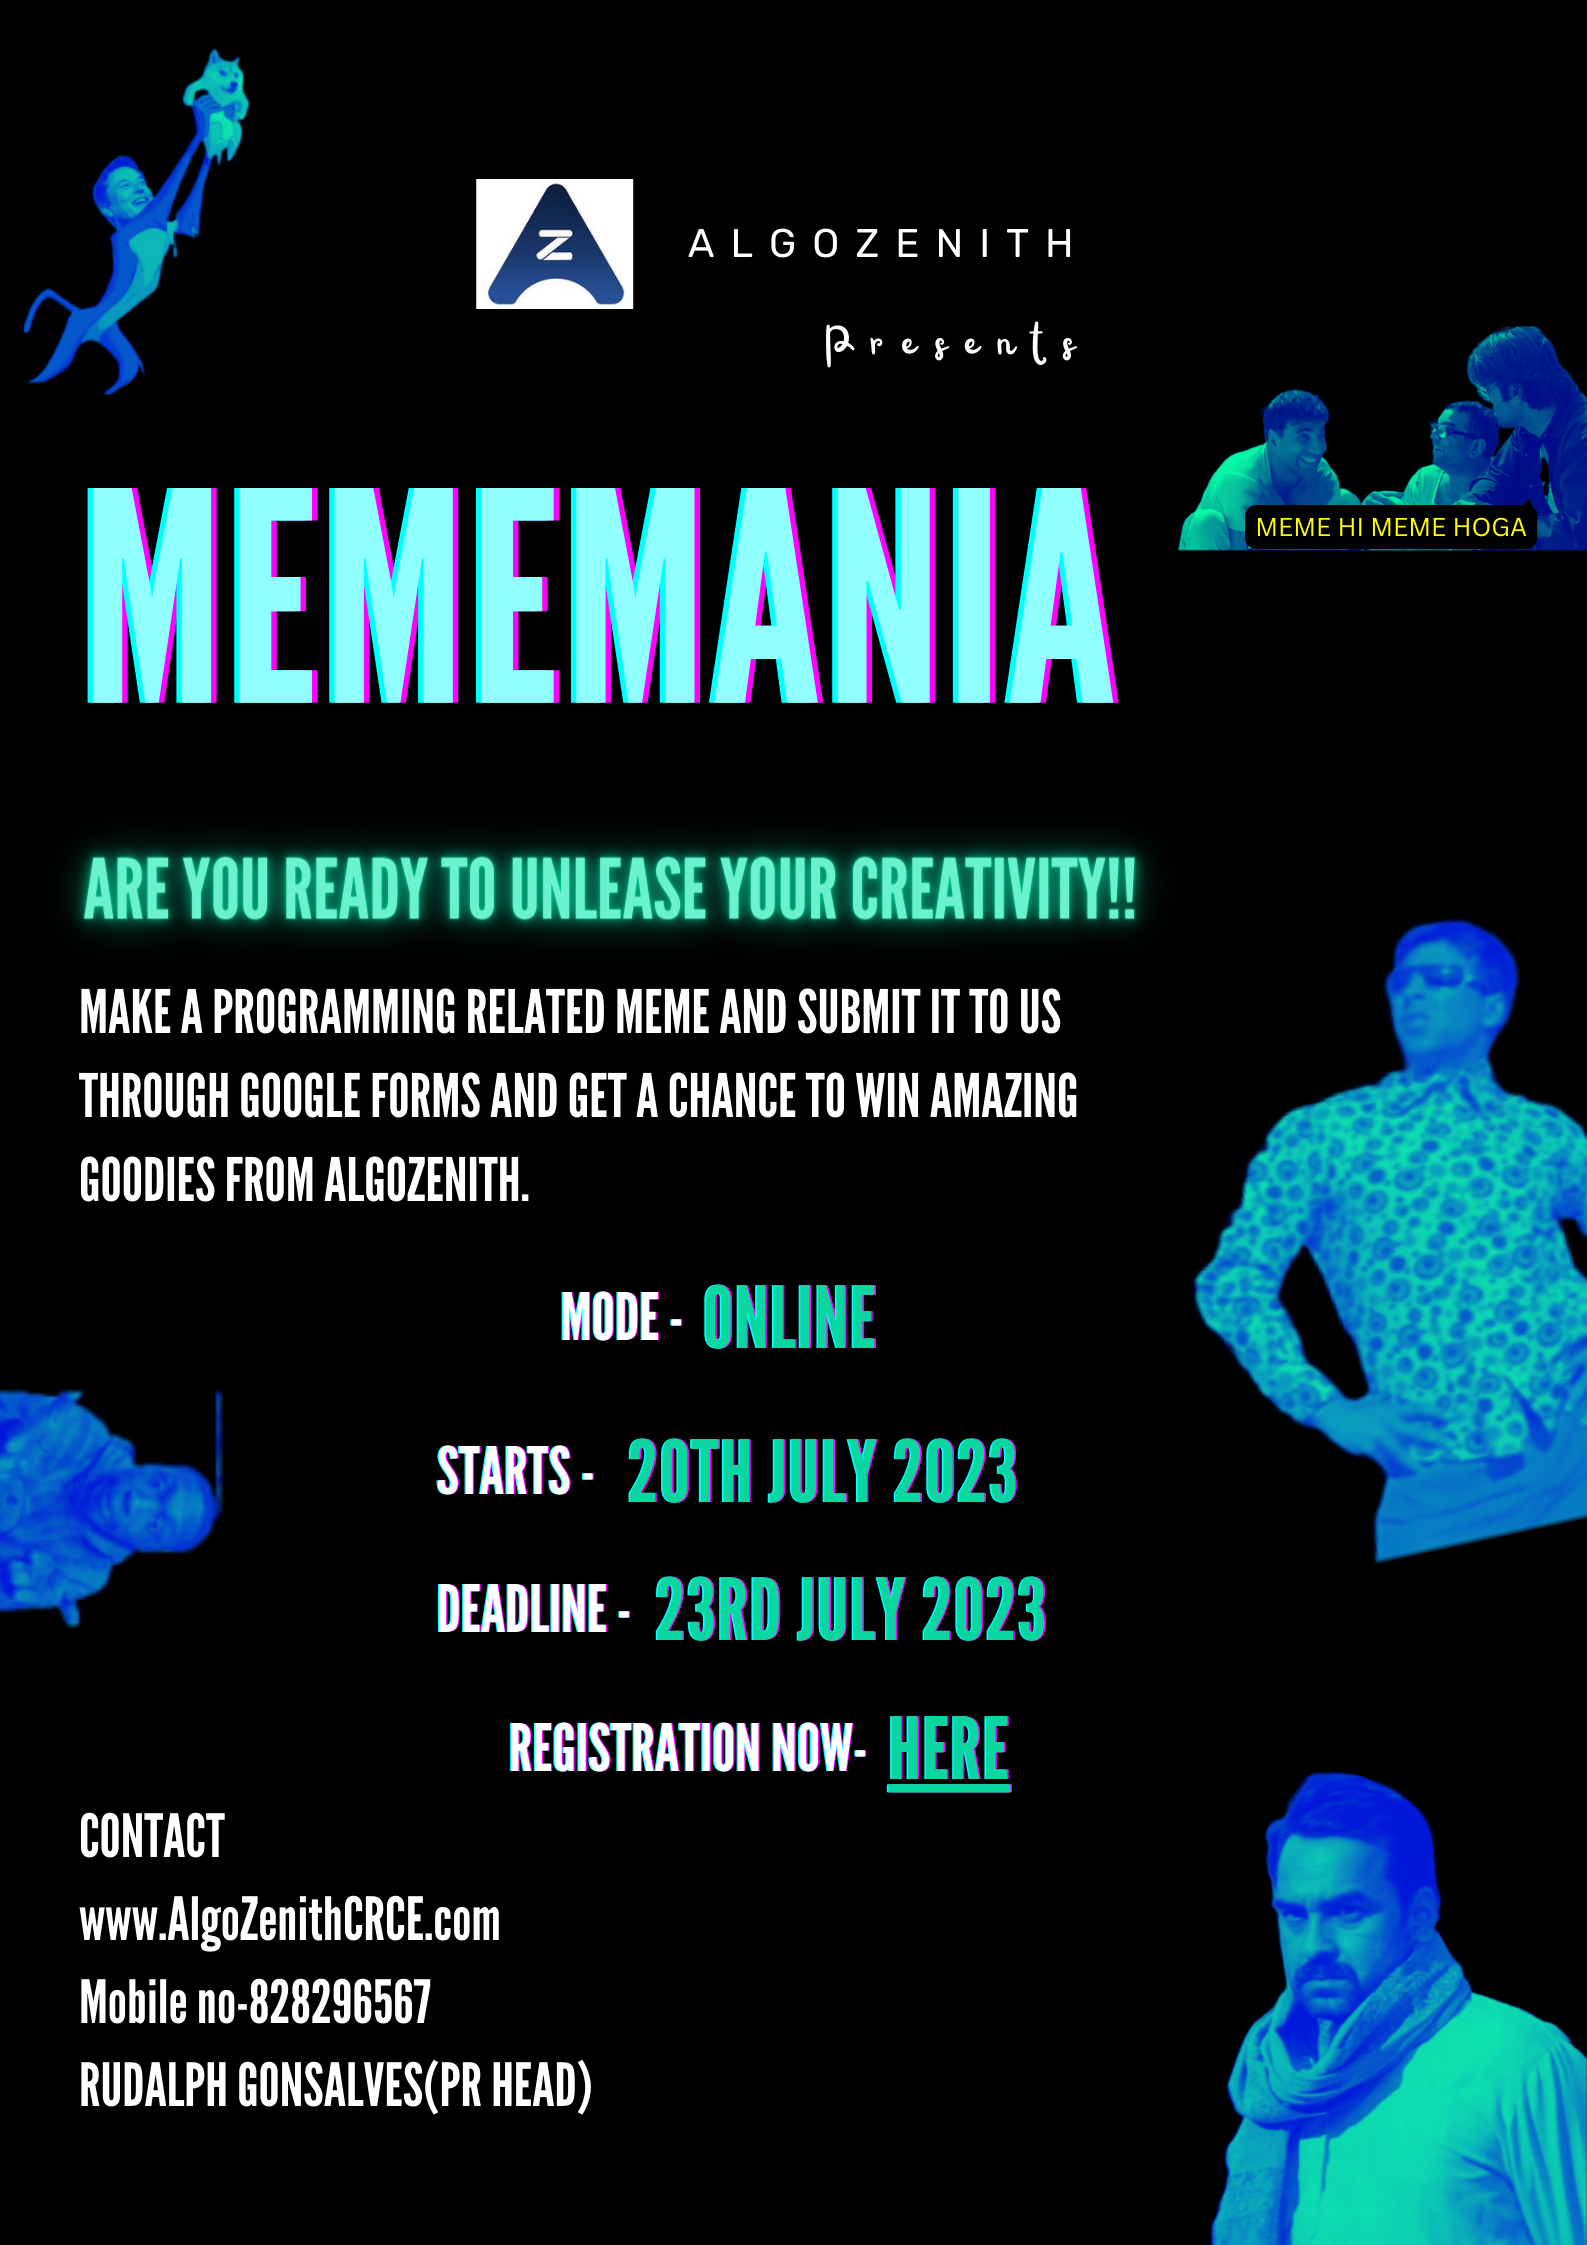 Z
ALGOZENITH
Presents
MEME HI MEME HOGA
MEMEMANIA
ARE YOU READY TO UNLEASE YOUR CREATIVITY!!
MAKE A PROGRAMMING RELATED MEME AND SUBMIT IT TO US
THROUGH GOOGLE FORMS AND GET A CHANCE TO WIN AMAZING
GOODIES FROM ALGOZENITH.
MODE - ONLINE
STARTS - 20TH JULY 2023
DEADLINE - 23RD JULY 2023
REGISTRATION NOW- HERE
CONTACT
www.AlgoZenithCRCE.com
Mobile no-828296567
RUDALPH GONSALVES(PR HEAD)